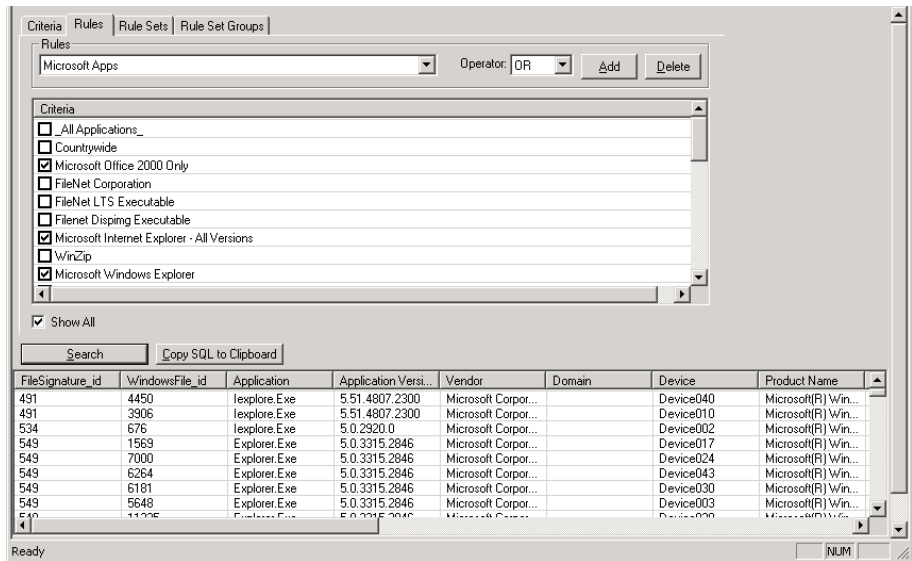 Criteria Rules Rule Sets Rule Set Groups
Rules
Microsoft Apps Operator: OR Add Delete
Criteria
_All Applications_
Countrywide
Microsoft Office 2000 Only
FileNet Corporation
FileNet LTS Executable
Filenet Dispimg Executable
Microsoft Internet Explorer - All Versions
WinZip
Microsoft Windows Explorer
Show All
Search Copy SQL to Clipboard
FileSignature_id WindowsFile_id Application Application Versi... Vendor Domain Device Product Name
491 4450 Iexplore.Exe 5.51.4807.2300 Microsoft Corpor... Device040 Microsoft(R) Win...
491 3906 Iexplore.Exe 5.51.4807.2300 Microsoft Corpor... Device010 Microsoft(R) Win...
534 676 Iexplore.Exe 5.0.2920.0 Microsoft Corpor... Device002 Microsoft(R) Win...
549 1569 Explorer.Exe 5.0.3315.2846 Microsoft Corpor... Device017 Microsoft(R) Win...
549 7000 Explorer.Exe 5.0.3315.2846 Microsoft Corpor... Device024 Microsoft(R) Win...
549 6264 Explorer.Exe 5.0.3315.2846 Microsoft Corpor... Device043 Microsoft(R) Win...
549 6181 Explorer.Exe 5.0.3315.2846 Microsoft Corpor... Device030 Microsoft(R) Win...
549 5648 Explorer.Exe 5.0.3315.2846 Microsoft Corpor... Device003 Microsoft(R) Win...
Ready NUM